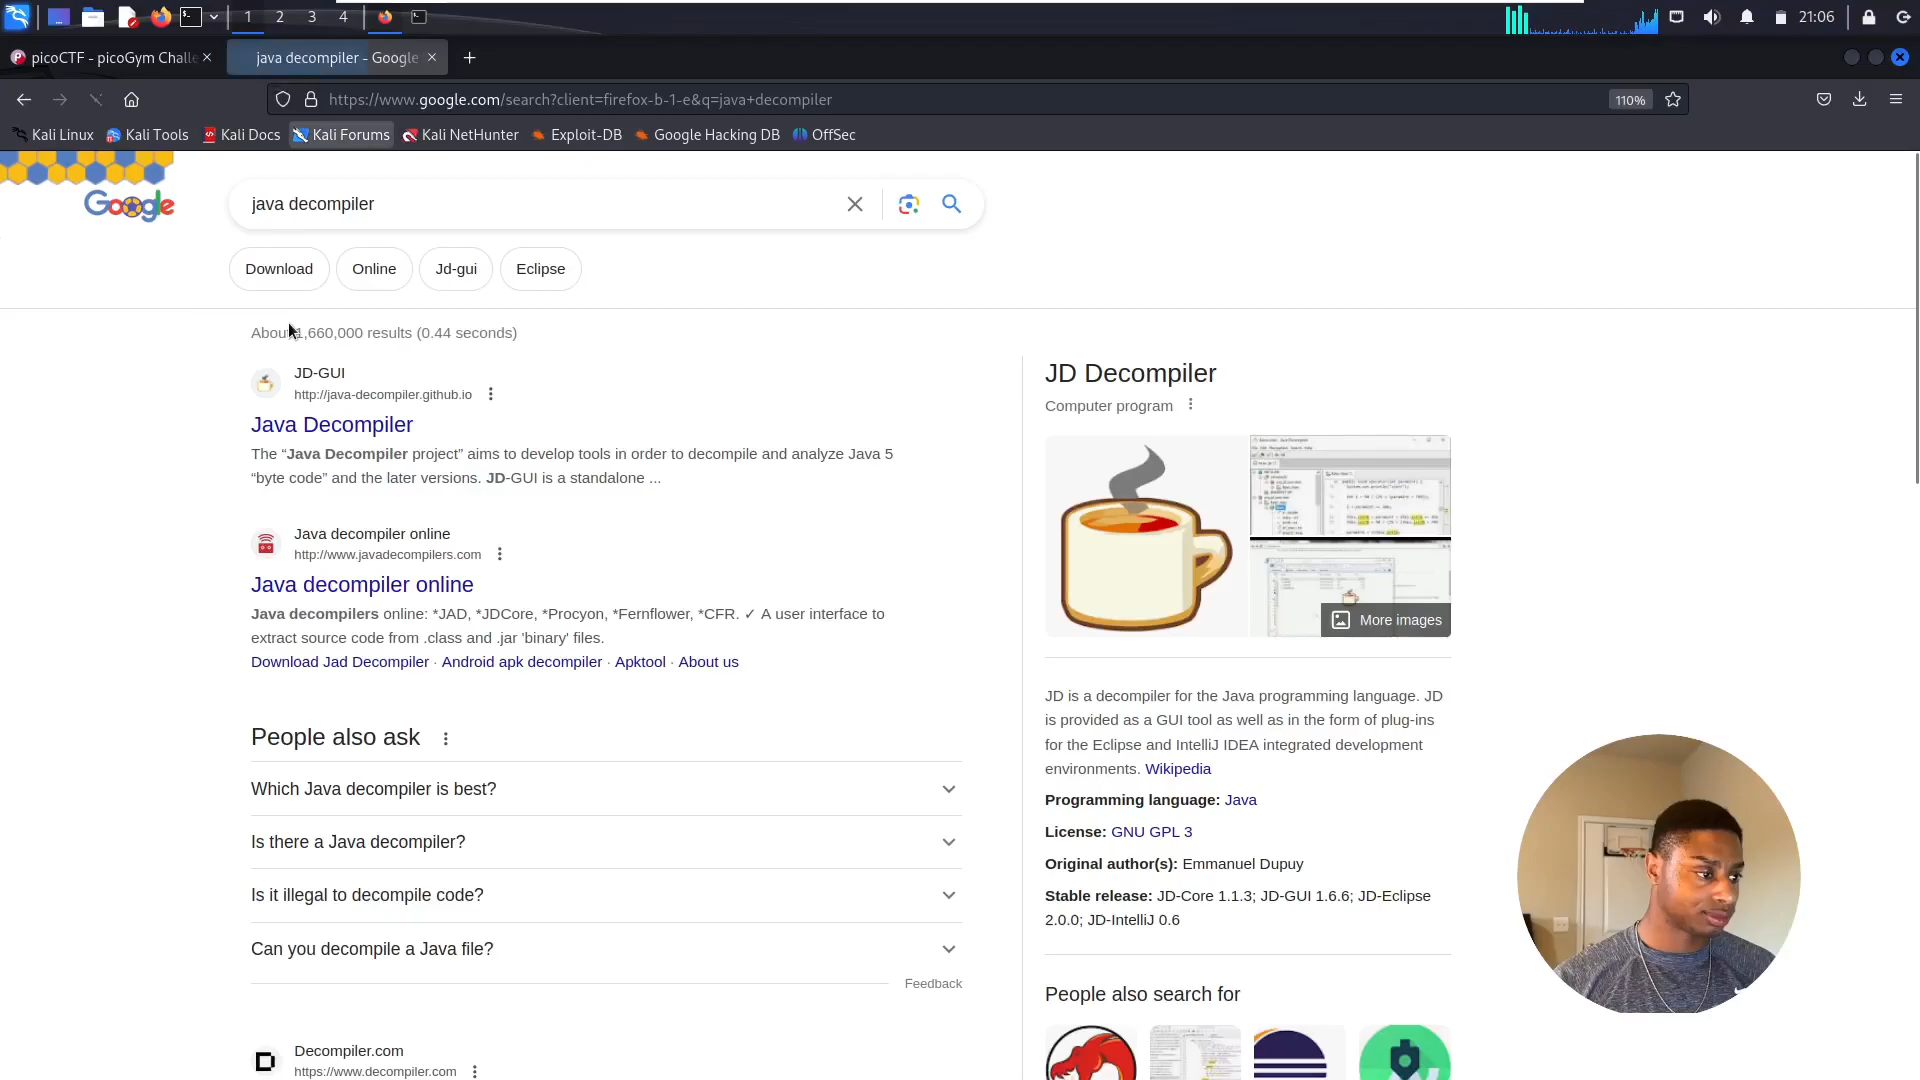 1 2 3 4
21:06
picoCTF - picoGym Challe
java decompiler - Google
https://www.google.com/search?client=firefox-b-1-e&q=java+decompiler
110%
Kali Linux Kali Tools Kali Docs Kali Forums Kali NetHunter Exploit-DB Google Hacking DB OffSec
Google
java decompiler
Download Online Jd-gui Eclipse
About 1,660,000 results (0.44 seconds)
JD-GUI
http://java-decompiler.github.io
Java Decompiler
The “Java Decompiler project” aims to develop tools in order to decompile and analyze Java 5
“byte code” and the later versions. JD-GUI is a standalone ...
Java decompiler online
http://www.javadecompilers.com
Java decompiler online
Java decompilers online: *JAD, *JDCore, *Procyon, *Fernflower, *CFR. ✓ A user interface to
extract source code from .class and .jar 'binary' files.
Download Jad Decompiler · Android apk decompiler · Apktool · About us
People also ask
Which Java decompiler is best?
Is there a Java decompiler?
Is it illegal to decompile code?
Can you decompile a Java file?
Feedback
Decompiler.com
https://www.decompiler.com
JD Decompiler
Computer program
More images
JD is a decompiler for the Java programming language. JD
is provided as a GUI tool as well as in the form of plug-ins
for the Eclipse and IntelliJ IDEA integrated development
environments. Wikipedia
Programming language: Java
License: GNU GPL 3
Original author(s): Emmanuel Dupuy
Stable release: JD-Core 1.1.3; JD-GUI 1.6.6; JD-Eclipse
2.0.0; JD-IntelliJ 0.6
People also search for